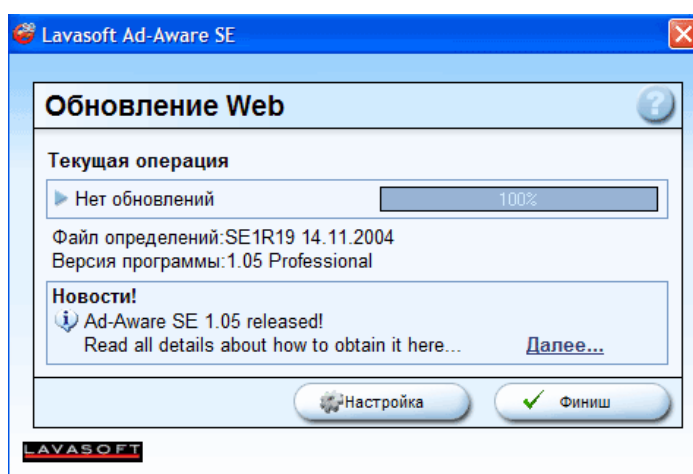 Lavasoft Ad-Aware SE
Обновление Web
?
Текущая операция
Нет обновлений 100%
Файл определений:SE1R19 14.11.2004
Версия программы:1.05 Professional
Новости!
Ad-Aware SE 1.05 released!
Read all details about how to obtain it here... Далее...
Настройка Финиш
LAVASOFT